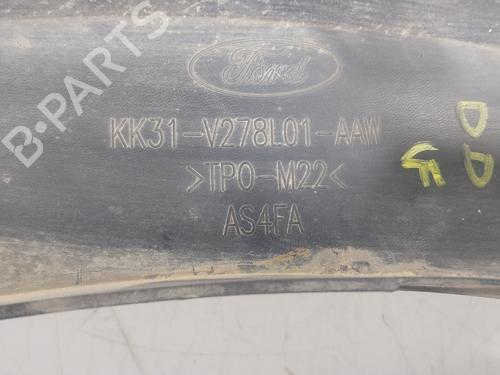 Ford
KK31-V278L01-AAW
>TPO-M22<
AS4FA
B-PARTS